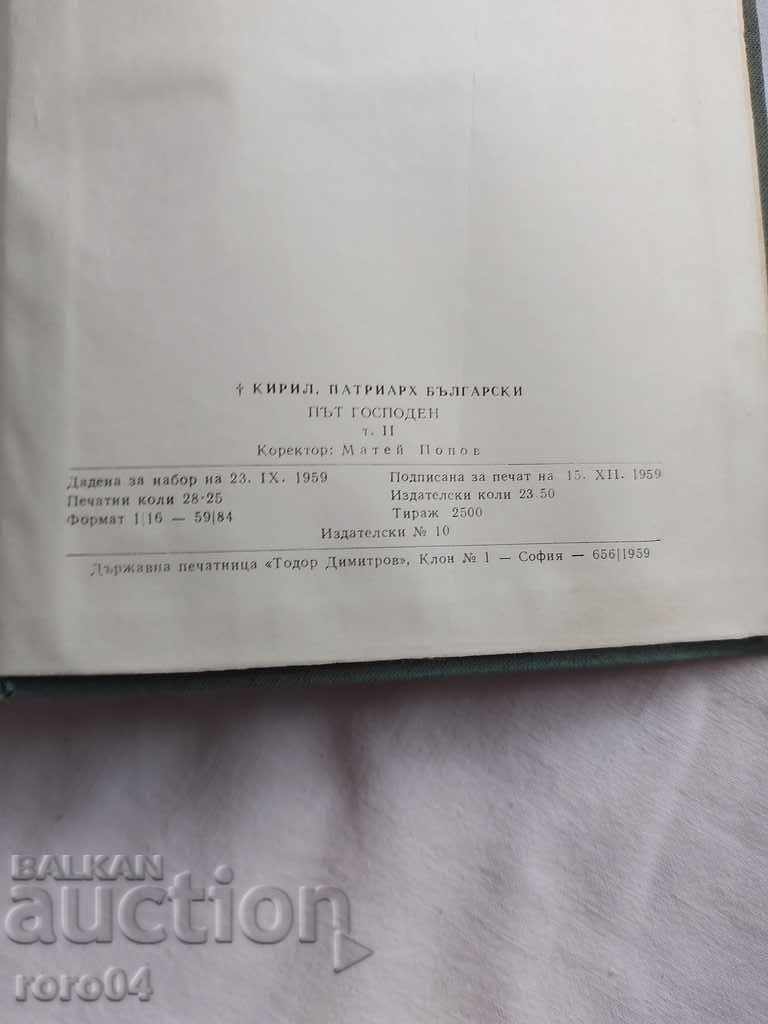 † КИРИЛ, ПАТРИАРХ БЪЛГАРСКИ
ПЪТ ГОСПОДЕН
т. II
Коректор: Матей Попов
Дадена за набор на 23. IX. 1959 Подписана за печат на 15. XII. 1959
Печатни коли 28·25 Издателски коли 23·50
Формат 1|16 — 59|84 Тираж 2500
Издателски № 10
Държавна печатница «Тодор Димитров», Клон № 1 — София — 656|1959
BALKAN
auction
roro04